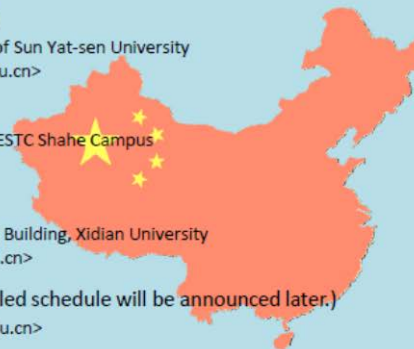 of Sun Yat-sen University
u.cn>
ESTC Shahe Campus
Building, Xidian University
.cn>
led schedule will be announced later.)
u.cn>